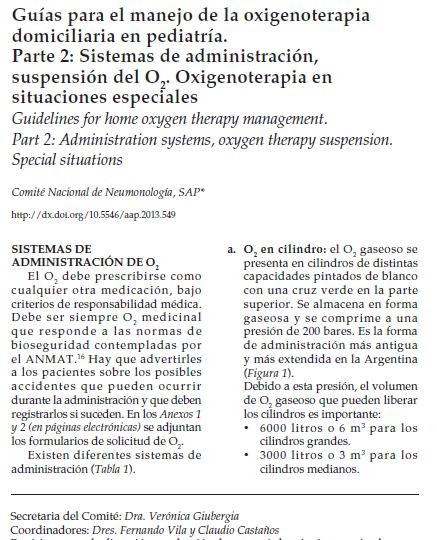 Guías para el manejo de la oxigenoterapia
domiciliaria en pediatría.
Parte 2: Sistemas de administración,
suspensión del O₂. Oxigenoterapia en
situaciones especiales
Guidelines for home oxygen therapy management.
Part 2: Administration systems, oxygen therapy suspension.
Special situations
Comité Nacional de Neumonología, SAP*
http://dx.doi.org/10.5546/aap.2013.549
SISTEMAS DE
ADMINISTRACIÓN DE O₂
El O₂ debe prescribirse como
cualquier otra medicación, bajo
criterios de responsabilidad médica.
Debe ser siempre O₂ medicinal
que responde a las normas de
bioseguridad contempladas por
el ANMAT.¹⁶ Hay que advertirles
a los pacientes sobre los posibles
accidentes que pueden ocurrir
durante la administración y que deben
registrarlos si suceden. En los Anexos 1
y 2 (en páginas electrónicas) se adjuntan
los formularios de solicitud de O₂.
Existen diferentes sistemas de
administración (Tabla 1).
a. O₂ en cilindro: el O₂ gaseoso se
presenta en cilindros de distintas
capacidades pintados de blanco
con una cruz verde en la parte
superior. Se almacena en forma
gaseosa y se comprime a una
presión de 200 bares. Es la forma
de administración más antigua
y más extendida en la Argentina
(Figura 1).
Debido a esta presión, el volumen
de O₂ gaseoso que pueden liberar
los cilindros es importante:
• 6000 litros o 6 m³ para los
cilindros grandes.
• 3000 litros o 3 m³ para los
cilindros medianos.
Secretaria del Comité: Dra. Verónica Giubergia
Coordinadores: Dres. Fernando Vila y Claudio Castaños